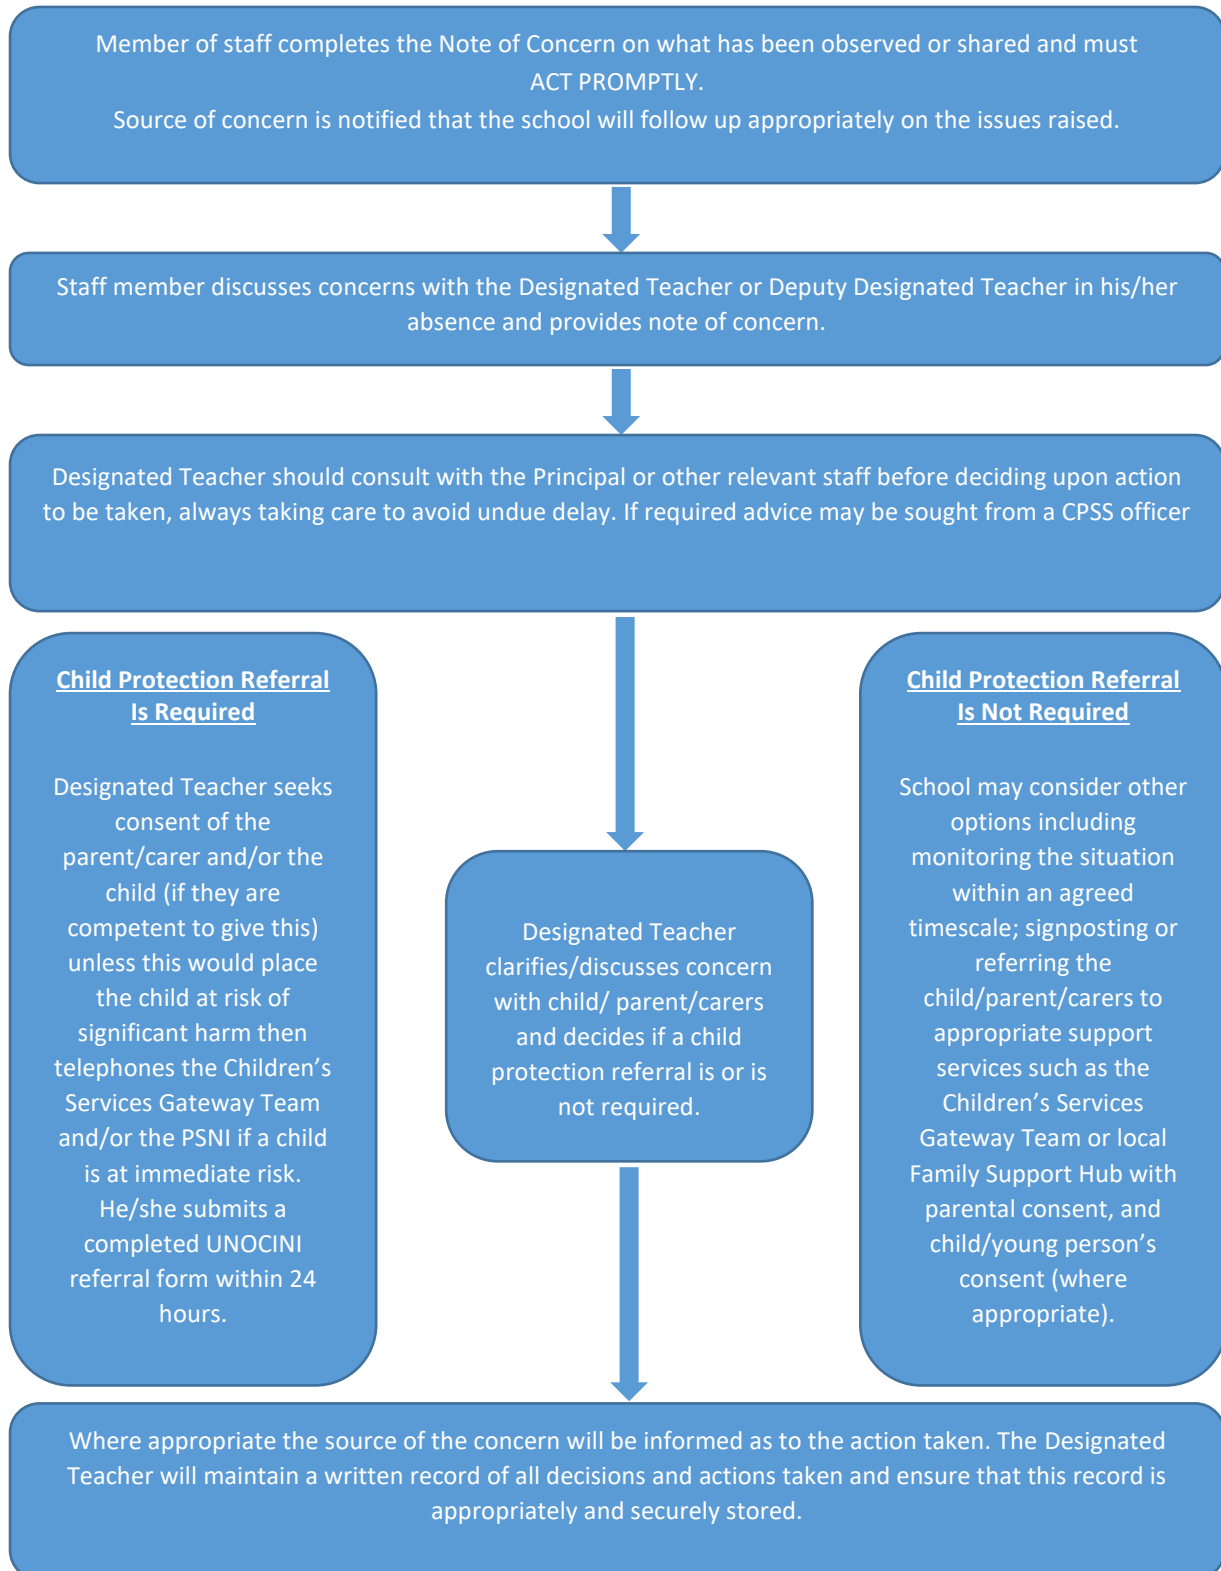 Member of staff completes the Note of Concern on what has been observed or shared and must
ACT PROMPTLY.
Source of concern is notified that the school will follow up appropriately on the issues raised.
Staff member discusses concerns with the Designated Teacher or Deputy Designated Teacher in his/her
absence and provides note of concern.
Designated Teacher should consult with the Principal or other relevant staff before deciding upon action
to be taken, always taking care to avoid undue delay. If required advice may be sought from a CPSS officer
Child Protection Referral
Is Required
Designated Teacher seeks
consent of the
parent/carer and/or the
child (if they are
competent to give this)
unless this would place
the child at risk of
significant harm then
telephones the Children’s
Services Gateway Team
and/or the PSNI if a child
is at immediate risk.
He/she submits a
completed UNOCINI
referral form within 24
hours.
Designated Teacher
clarifies/discusses concern
with child/ parent/carers
and decides if a child
protection referral is or is
not required.
Child Protection Referral
Is Not Required
School may consider other
options including
monitoring the situation
within an agreed
timescale; signposting or
referring the
child/parent/carers to
appropriate support
services such as the
Children’s Services
Gateway Team or local
Family Support Hub with
parental consent, and
child/young person’s
consent (where
appropriate).
Where appropriate the source of the concern will be informed as to the action taken. The Designated
Teacher will maintain a written record of all decisions and actions taken and ensure that this record is
appropriately and securely stored.